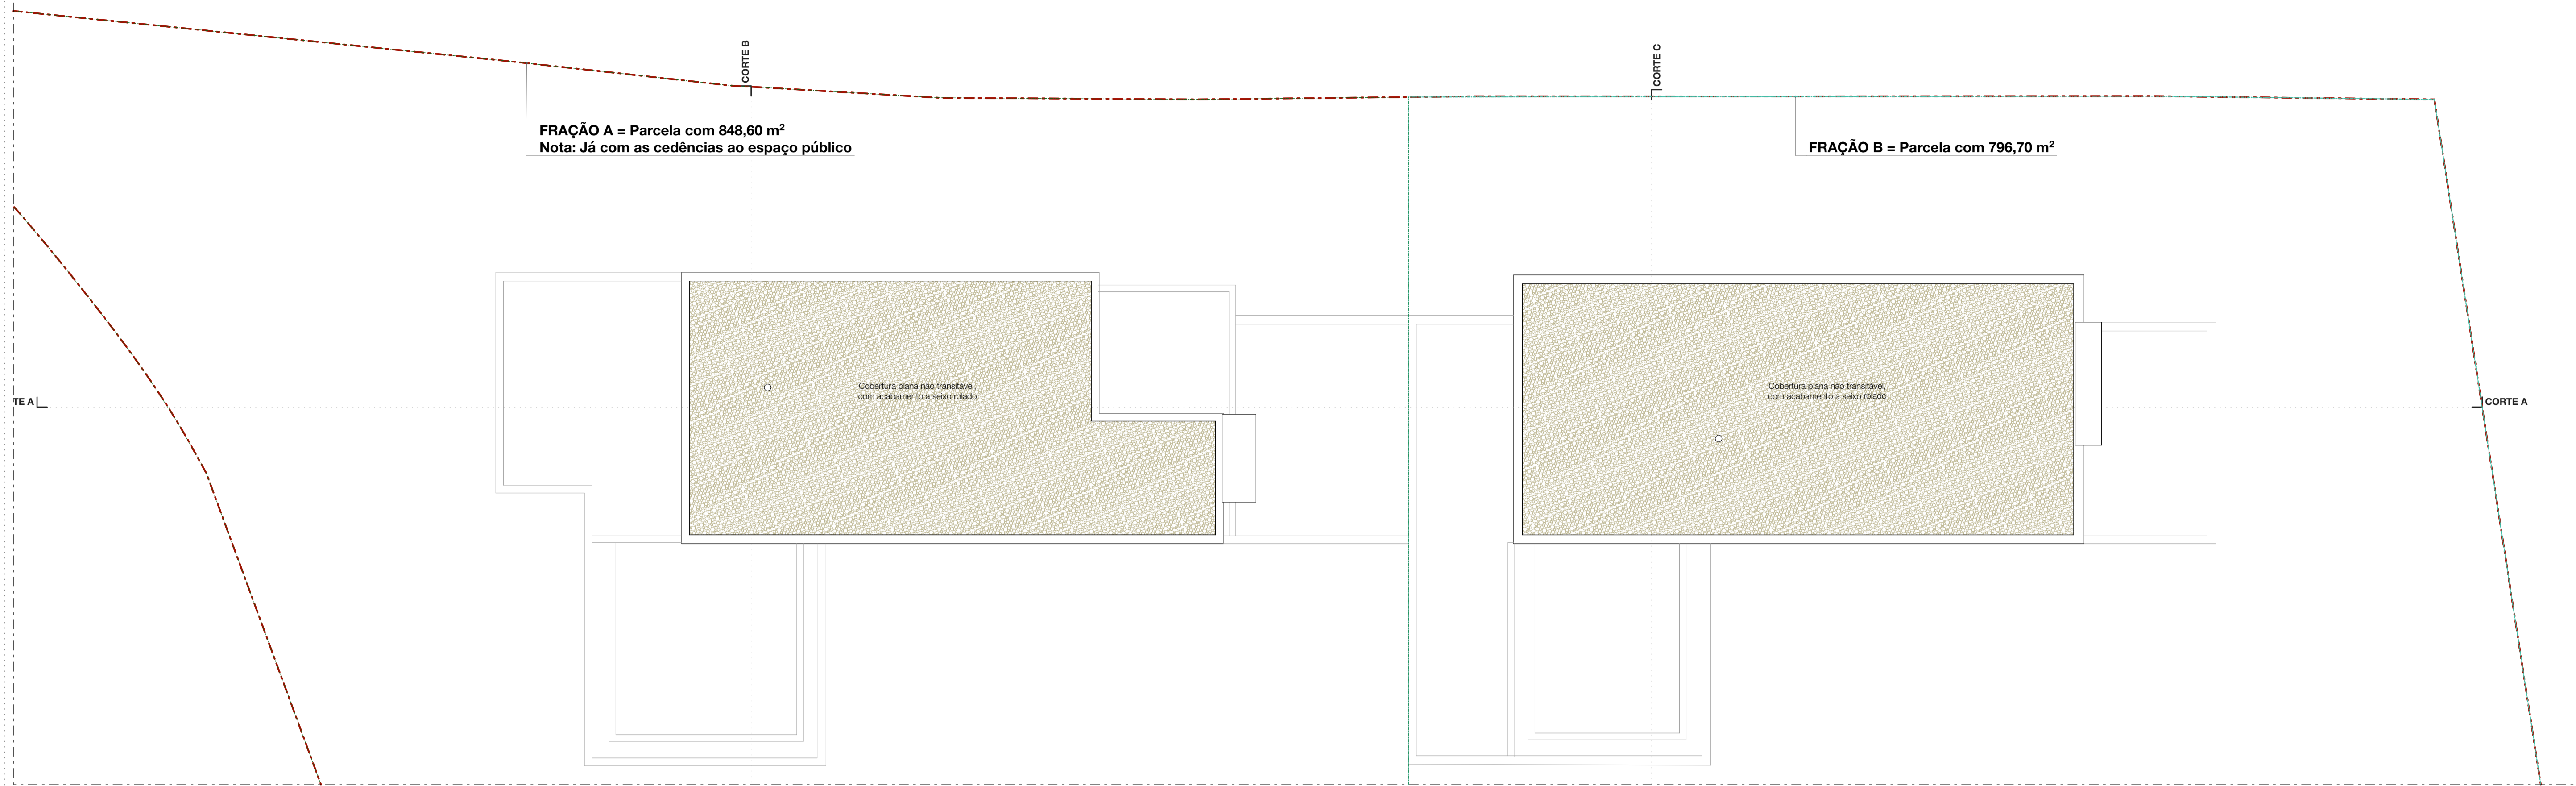 CORTE B
CORTE C
FRAÇÃO A = Parcela com 848,60 m²
Nota: Já com as cedências ao espaço público
FRAÇÃO B = Parcela com 796,70 m²
Cobertura plana não transitável,
com acabamento a seixo rolado
Cobertura plana não transitável,
com acabamento a seixo rolado
TE A
CORTE A